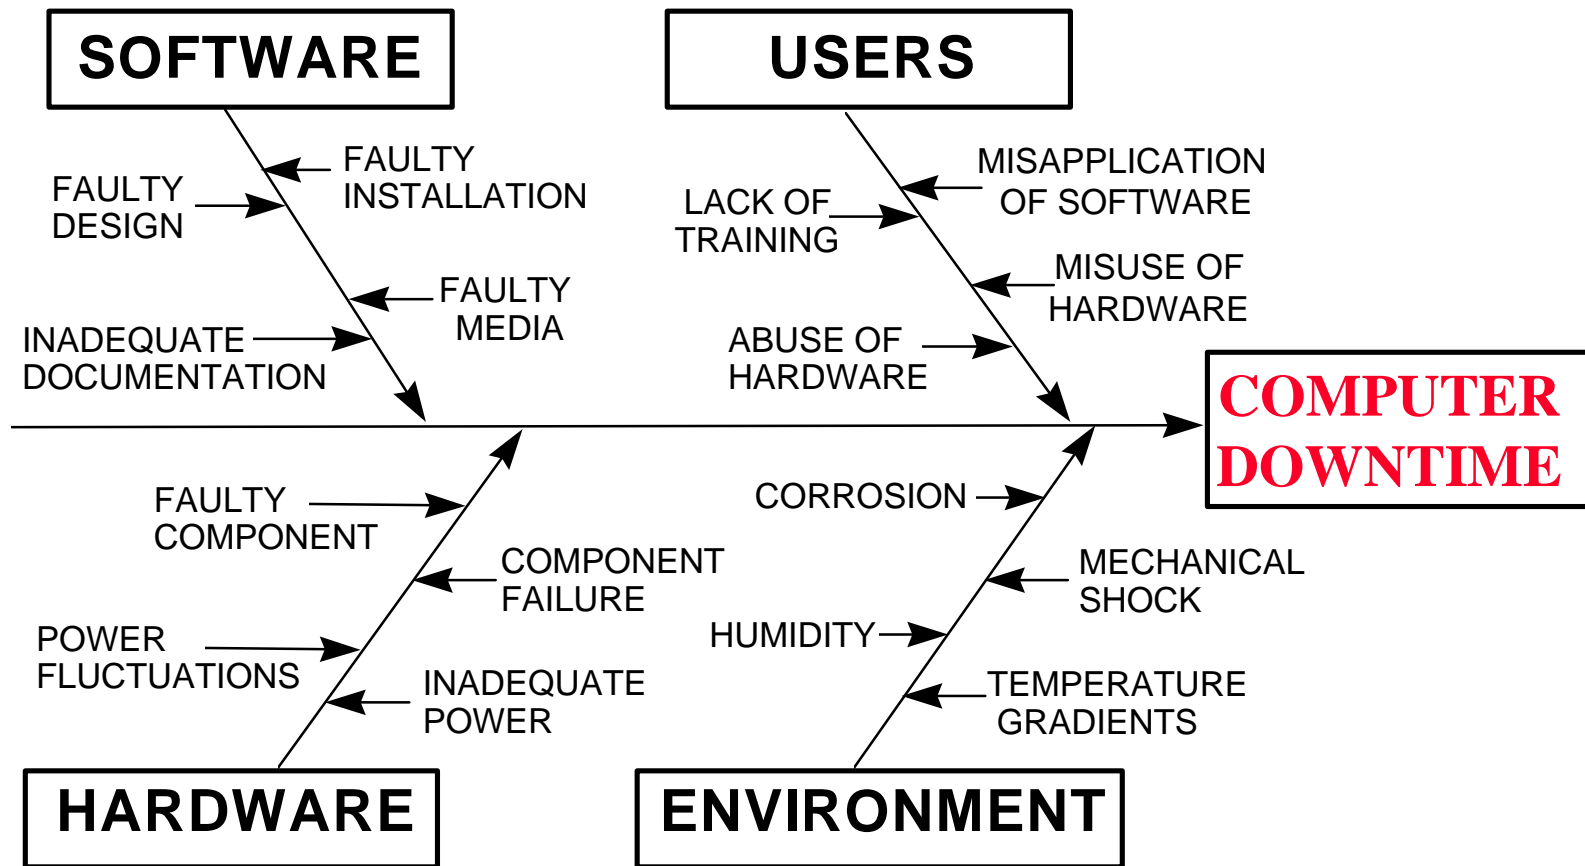 SOFTWARE
USERS
FAULTY
INSTALLATION
FAULTY
DESIGN
FAULTY
MEDIA
INADEQUATE
DOCUMENTATION
MISAPPLICATION
OF SOFTWARE
LACK OF
TRAINING
MISUSE OF
HARDWARE
ABUSE OF
HARDWARE
COMPUTER
DOWNTIME
FAULTY
COMPONENT
COMPONENT
FAILURE
POWER
FLUCTUATIONS
INADEQUATE
POWER
CORROSION
MECHANICAL
SHOCK
HUMIDITY
TEMPERATURE
GRADIENTS
HARDWARE
ENVIRONMENT